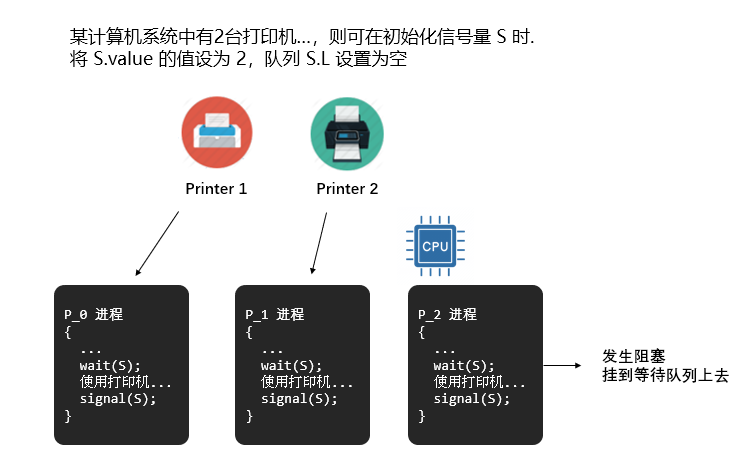 某计算机系统中有2台打印机...，则可在初始化信号量 S 时.
将 S.value 的值设为 2，队列 S.L 设置为空
Printer 1
Printer 2
CPU
P_0 进程
{
...
wait(S);
使用打印机...
signal(S);
}
P_1 进程
{
...
wait(S);
使用打印机...
signal(S);
}
P_2 进程
{
...
wait(S);
使用打印机...
signal(S);
}
发生阻塞
挂到等待队列上去